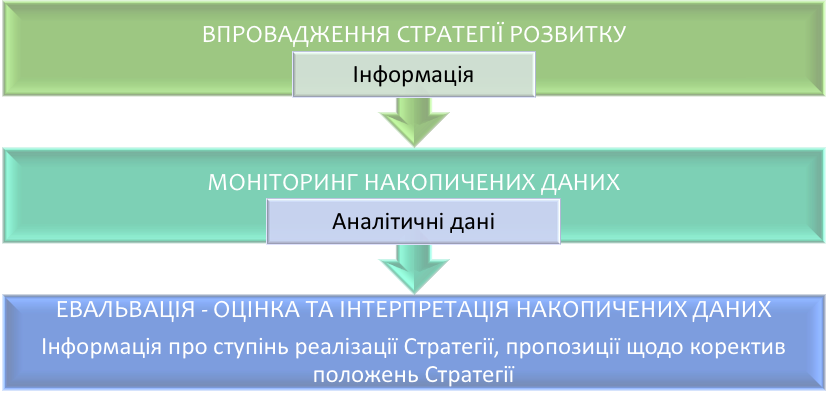 ВПРОВАДЖЕННЯ СТРАТЕГІЇ РОЗВИТКУ
Інформація
МОНІТОРИНГ НАКОПИЧЕНИХ ДАНИХ
Аналітичні дані
ЕВАЛЬВАЦІЯ - ОЦІНКА ТА ІНТЕРПРЕТАЦІЯ НАКОПИЧЕНИХ ДАНИХ
Інформація про ступінь реалізації Стратегії, пропозиції щодо коректив
положень Стратегії